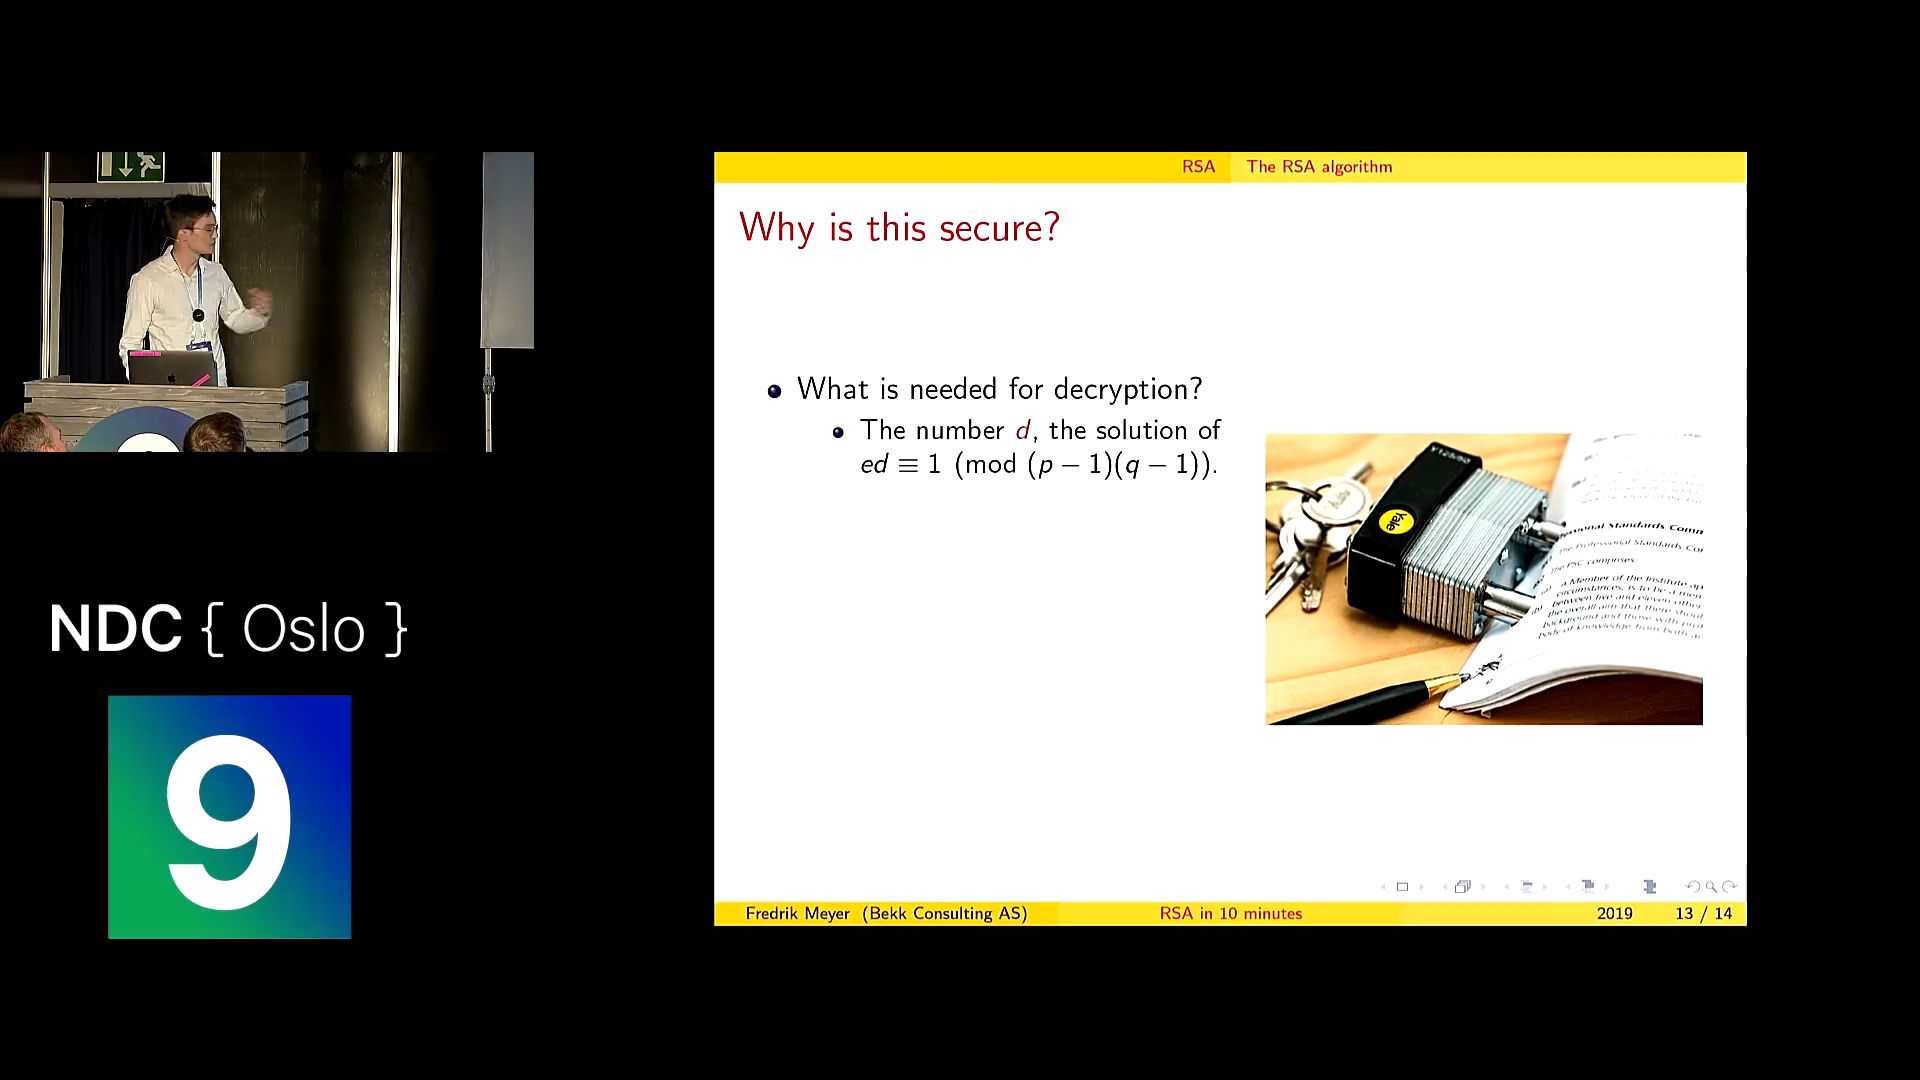 RSA The RSA algorithm
Why is this secure?
What is needed for decryption?
The number d, the solution of
ed ≡ 1 (mod (p − 1)(q − 1)).
Yale
NDC { Oslo }
9
Fredrik Meyer (Bekk Consulting AS) RSA in 10 minutes 2019 13 / 14